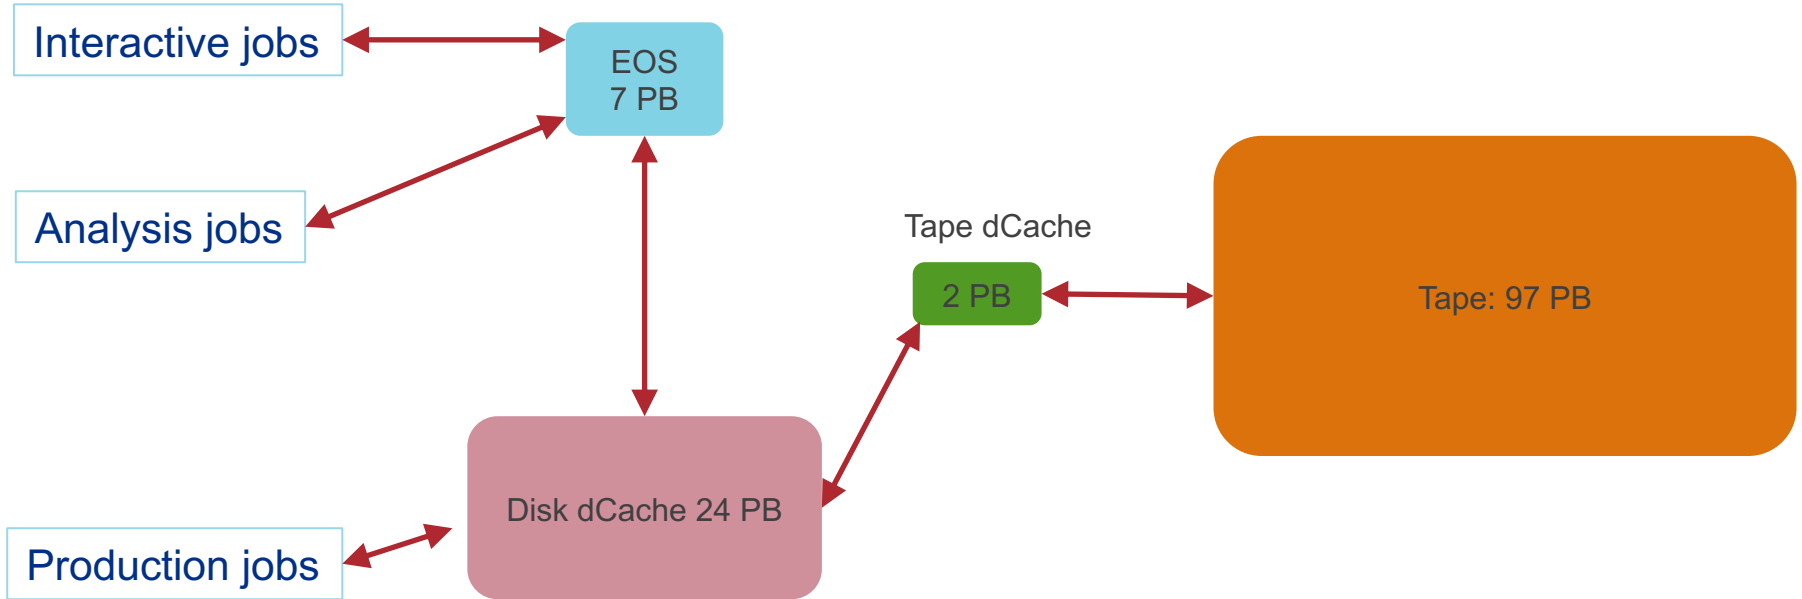 Interactive jobs
EOS
7 PB
Analysis jobs
Tape dCache
2 PB
Tape: 97 PB
Disk dCache 24 PB
Production jobs